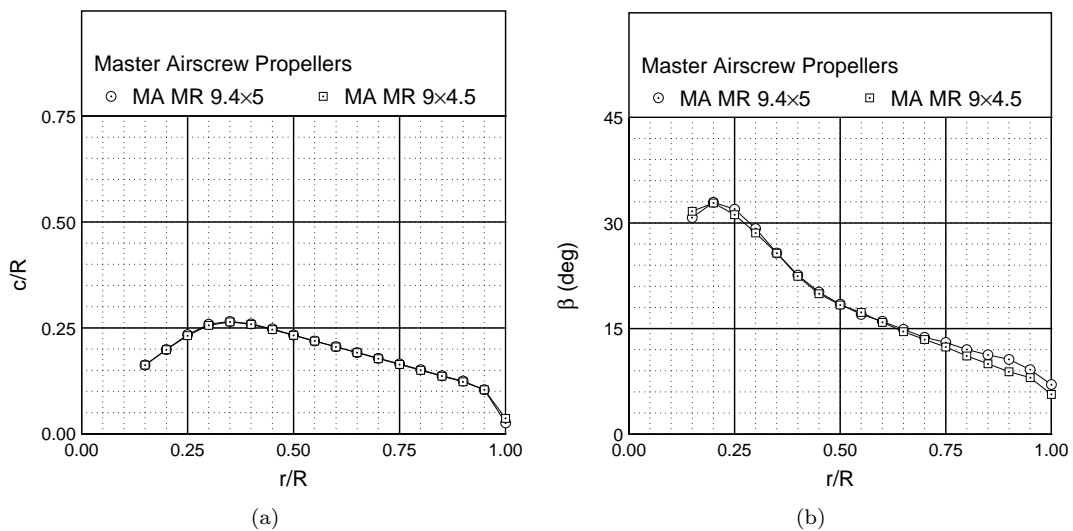 Master Airscrew Propellers
MA MR 9.4×5 MA MR 9×4.5
0.75
0.50
0.25
0.00
c/R
0.00 0.25 0.50 0.75 1.00
r/R
(a)
Master Airscrew Propellers
MA MR 9.4×5 MA MR 9×4.5
45
30
15
0
β (deg)
0.00 0.25 0.50 0.75 1.00
r/R
(b)